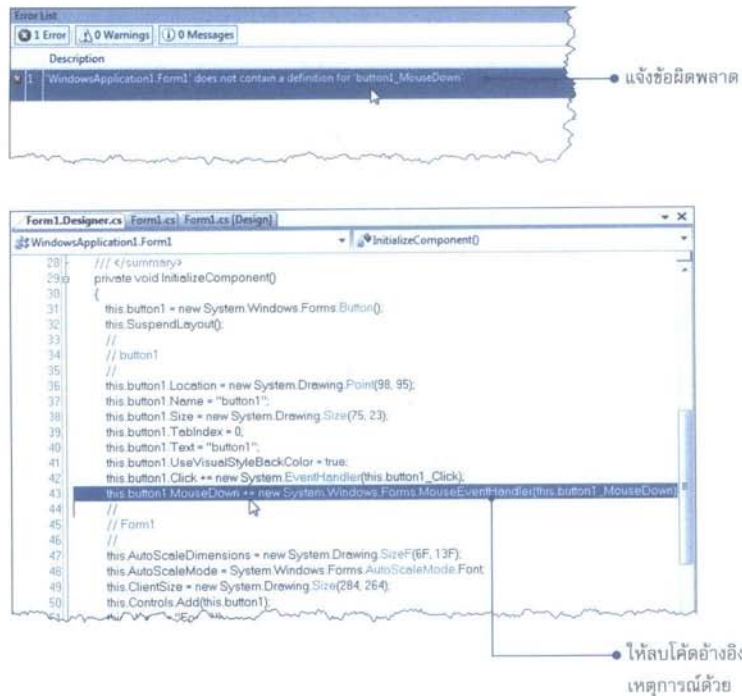 Error List
1 Error 0 Warnings 0 Messages
Description
1 'WindowsApplication1.Form1' does not contain a definition for 'button1_MouseDown'
แจ้งข้อผิดพลาด
Form1.Designer.cs Form1.cs Form1.cs [Design]
WindowsApplication1.Form1 InitializeComponent()
28 /// </summary>
29 private void InitializeComponent()
30 {
31 this.button1 = new System.Windows.Forms.Button();
32 this.SuspendLayout();
33 //
34 // button1
35 //
36 this.button1.Location = new System.Drawing.Point(98, 95);
37 this.button1.Name = "button1";
38 this.button1.Size = new System.Drawing.Size(75, 23);
39 this.button1.TabIndex = 0;
40 this.button1.Text = "button1";
41 this.button1.UseVisualStyleBackColor = true;
42 this.button1.Click += new System.EventHandler(this.button1_Click);
43 this.button1.MouseDown += new System.Windows.Forms.MouseEventHandler(this.button1_MouseDown)
44 //
45 // Form1
46 //
47 this.AutoScaleDimensions = new System.Drawing.SizeF(6F, 13F);
48 this.AutoScaleMode = System.Windows.Forms.AutoScaleMode.Font
49 this.ClientSize = new System.Drawing.Size(284, 264);
50 this.Controls.Add(this.button1);
ให้ลบโค้ดอ้างอิง
เหตุการณ์ด้วย